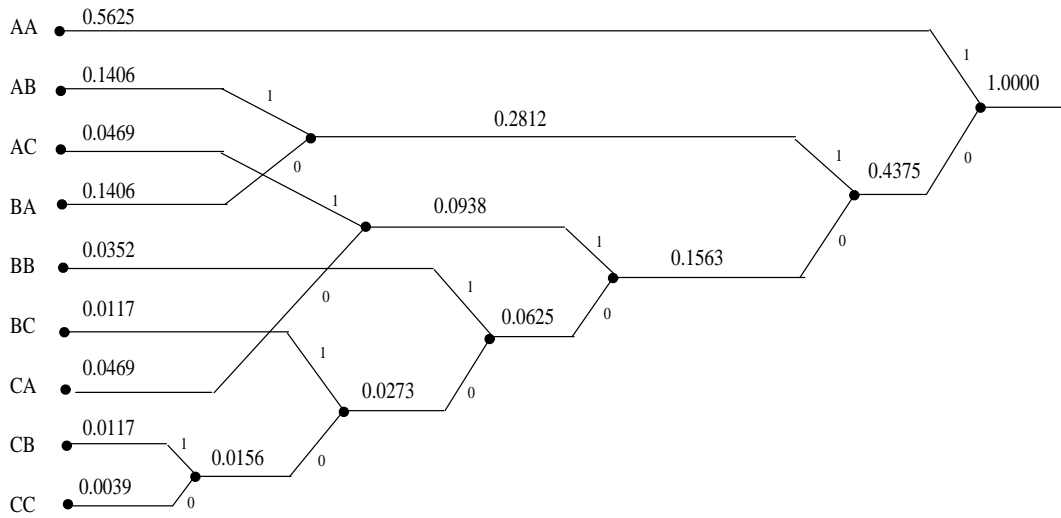 AA 0.5625
1
AB 0.1406 1.0000
1
0.2812
AC 0.0469 1
0 0.4375 0
BA 0.1406 1 0.0938
BB 0.0352 1 0.1563 0
0 1
BC 0.0117 0.0625 0
1
CA 0.0469 0.0273 0
CB 0.0117
1 0.0156 0
CC 0.0039 0